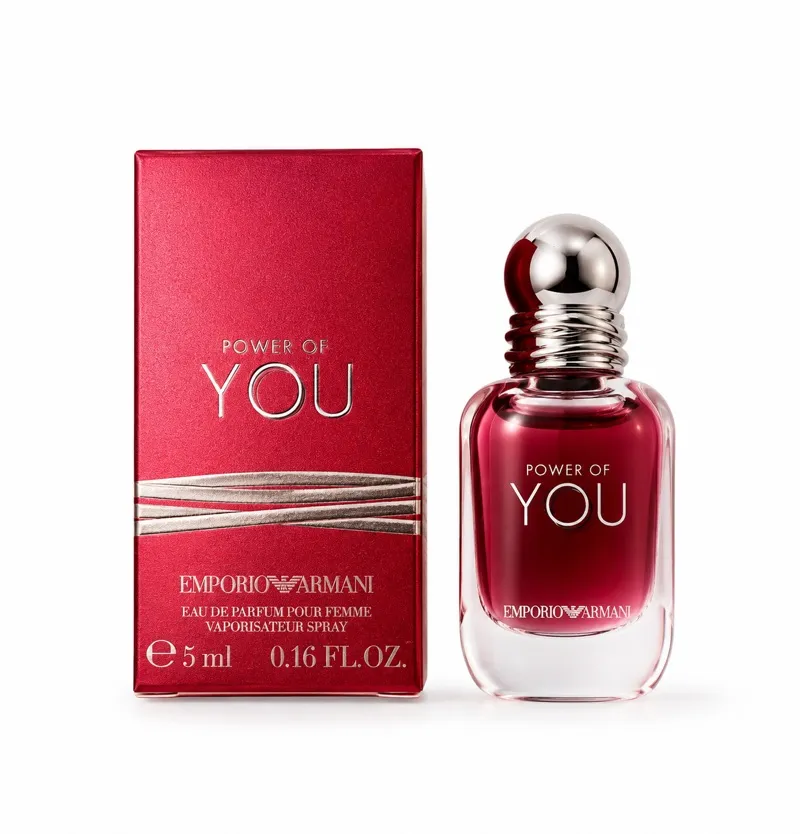 POWER OF
YOU
EMPORIO ARMANI
EAU DE PARFUM POUR FEMME
VAPORISATEUR SPRAY
℮ 5 ml 0.16 FL.OZ.
POWER OF
YOU
EMPORIO ARMANI